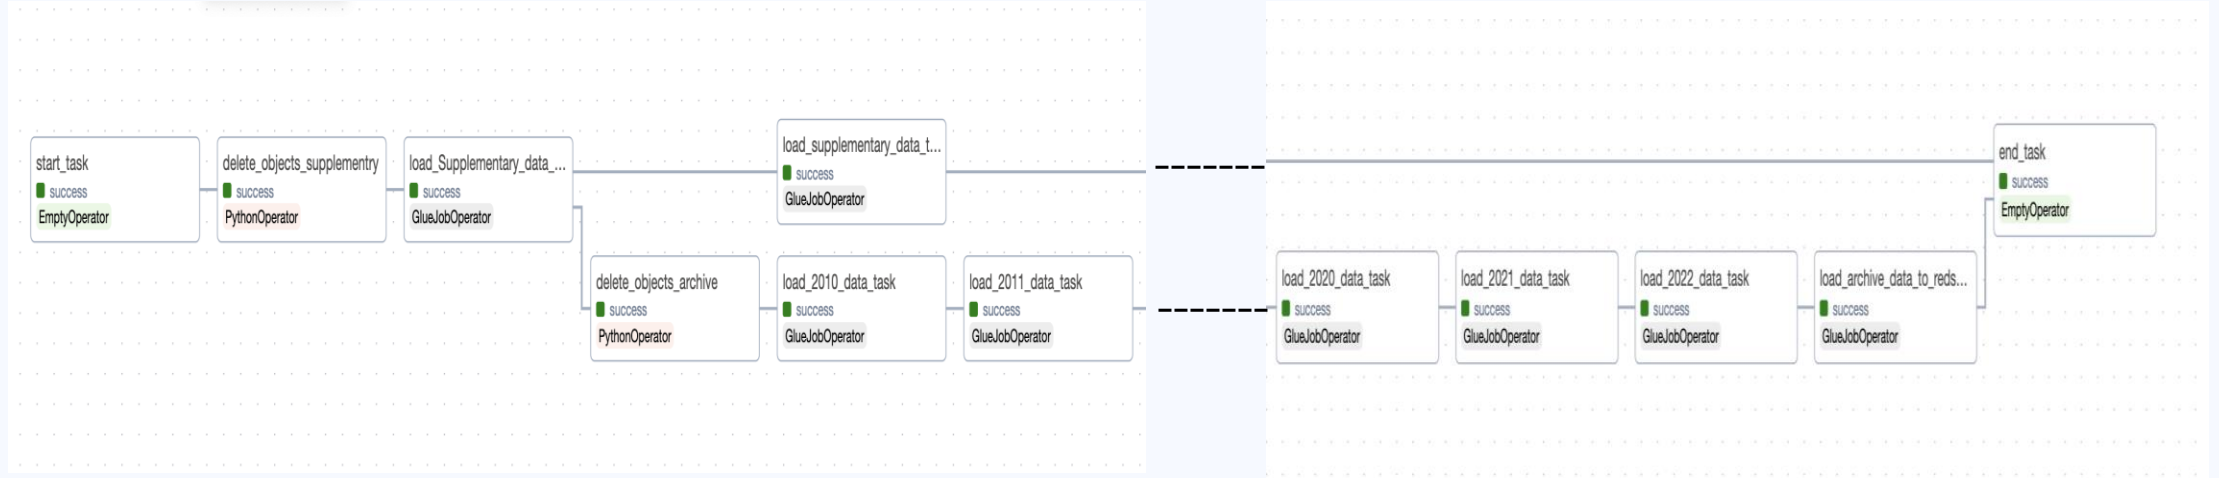 start_task
success
EmptyOperator
delete_objects_supplementry
success
PythonOperator
load_Supplementary_data_...
success
GlueJobOperator
load_supplementary_data_t...
success
GlueJobOperator
delete_objects_archive
success
PythonOperator
load_2010_data_task
success
GlueJobOperator
load_2011_data_task
success
GlueJobOperator
load_2020_data_task
success
GlueJobOperator
load_2021_data_task
success
GlueJobOperator
load_2022_data_task
success
GlueJobOperator
load_archive_data_to_reds...
success
GlueJobOperator
end_task
success
EmptyOperator